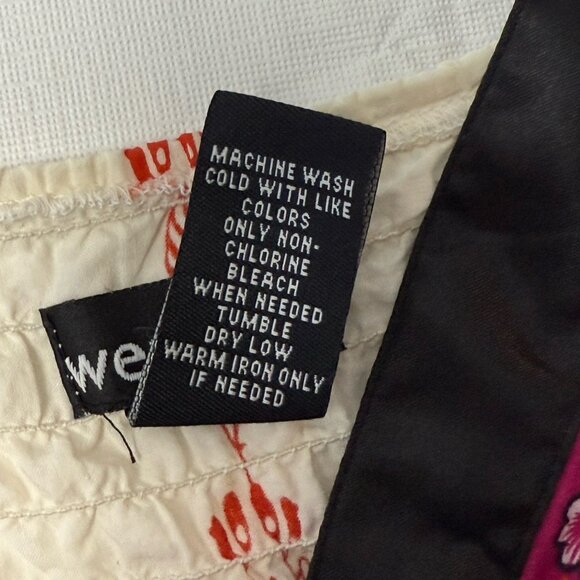 MACHINE WASH
COLD WITH LIKE
COLORS
ONLY NON-
CHLORINE
BLEACH
WHEN NEEDED
TUMBLE
DRY LOW
WARM IRON ONLY
IF NEEDED
we